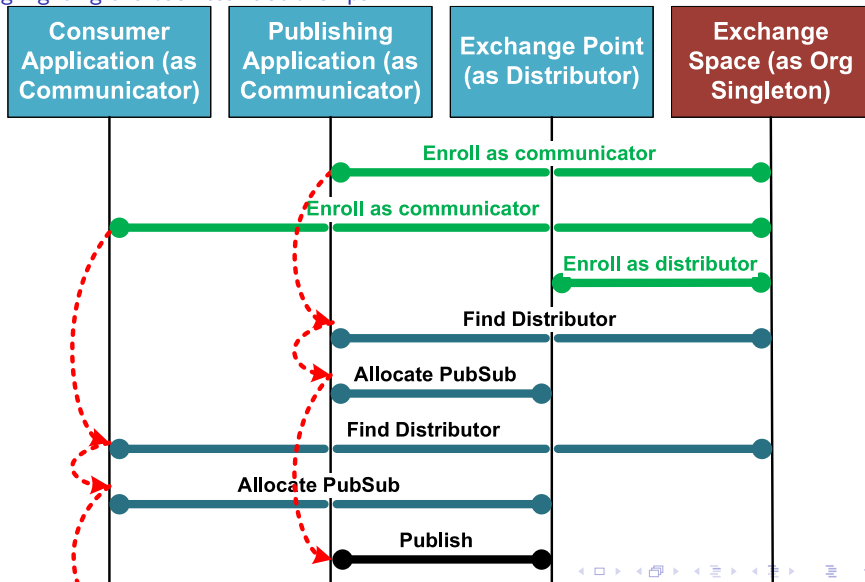 Consumer
Application (as
Communicator)
Publishing
Application (as
Communicator)
Exchange Point
(as Distributor)
Exchange
Space (as Org
Singleton)
Enroll as communicator
Enroll as communicator
Enroll as distributor
Find Distributor
Allocate PubSub
Find Distributor
Allocate PubSub
Publish